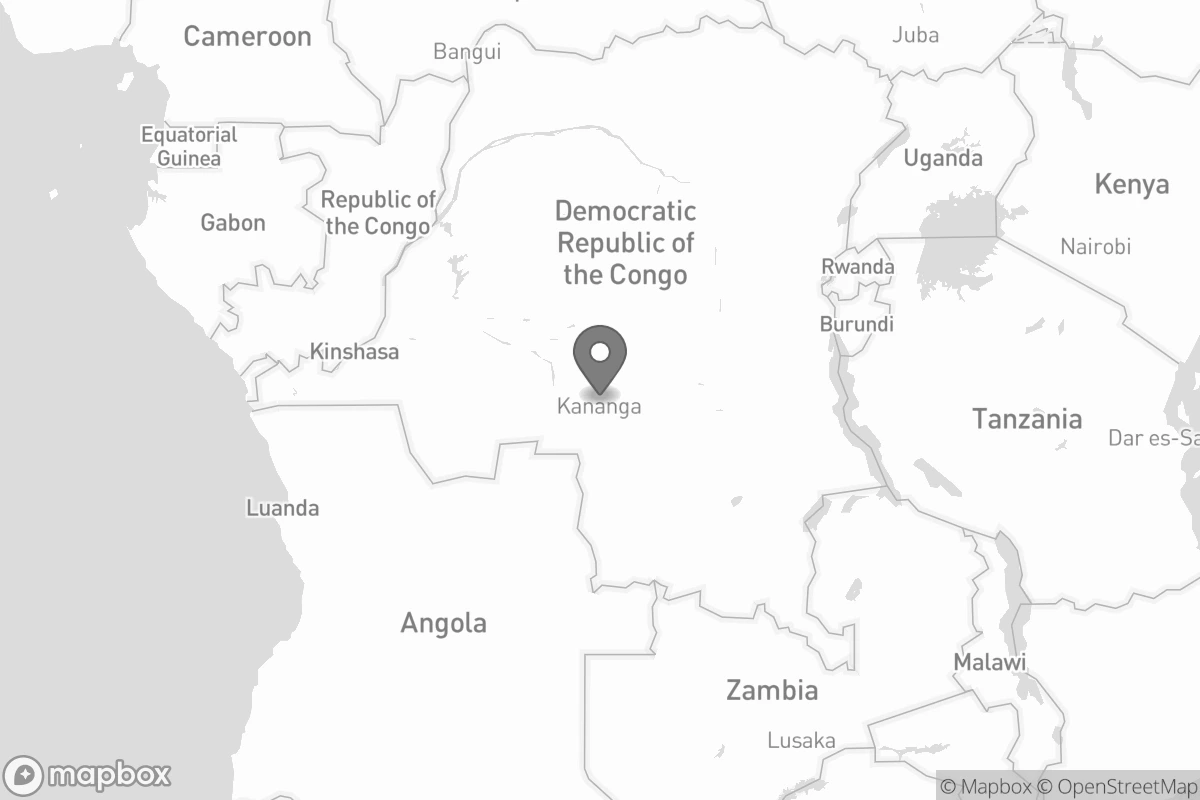 Cameroon
Bangui
Juba
Equatorial
Guinea
Uganda
Kenya
Republic of
the Congo
Gabon
Democratic
Republic of
the Congo
Nairobi
Rwanda
Burundi
Kinshasa
Kananga
Tanzania
Dar es-Sa
Luanda
Angola
Malawi
Zambia
Lusaka
mapbox
© Mapbox © OpenStreetMap